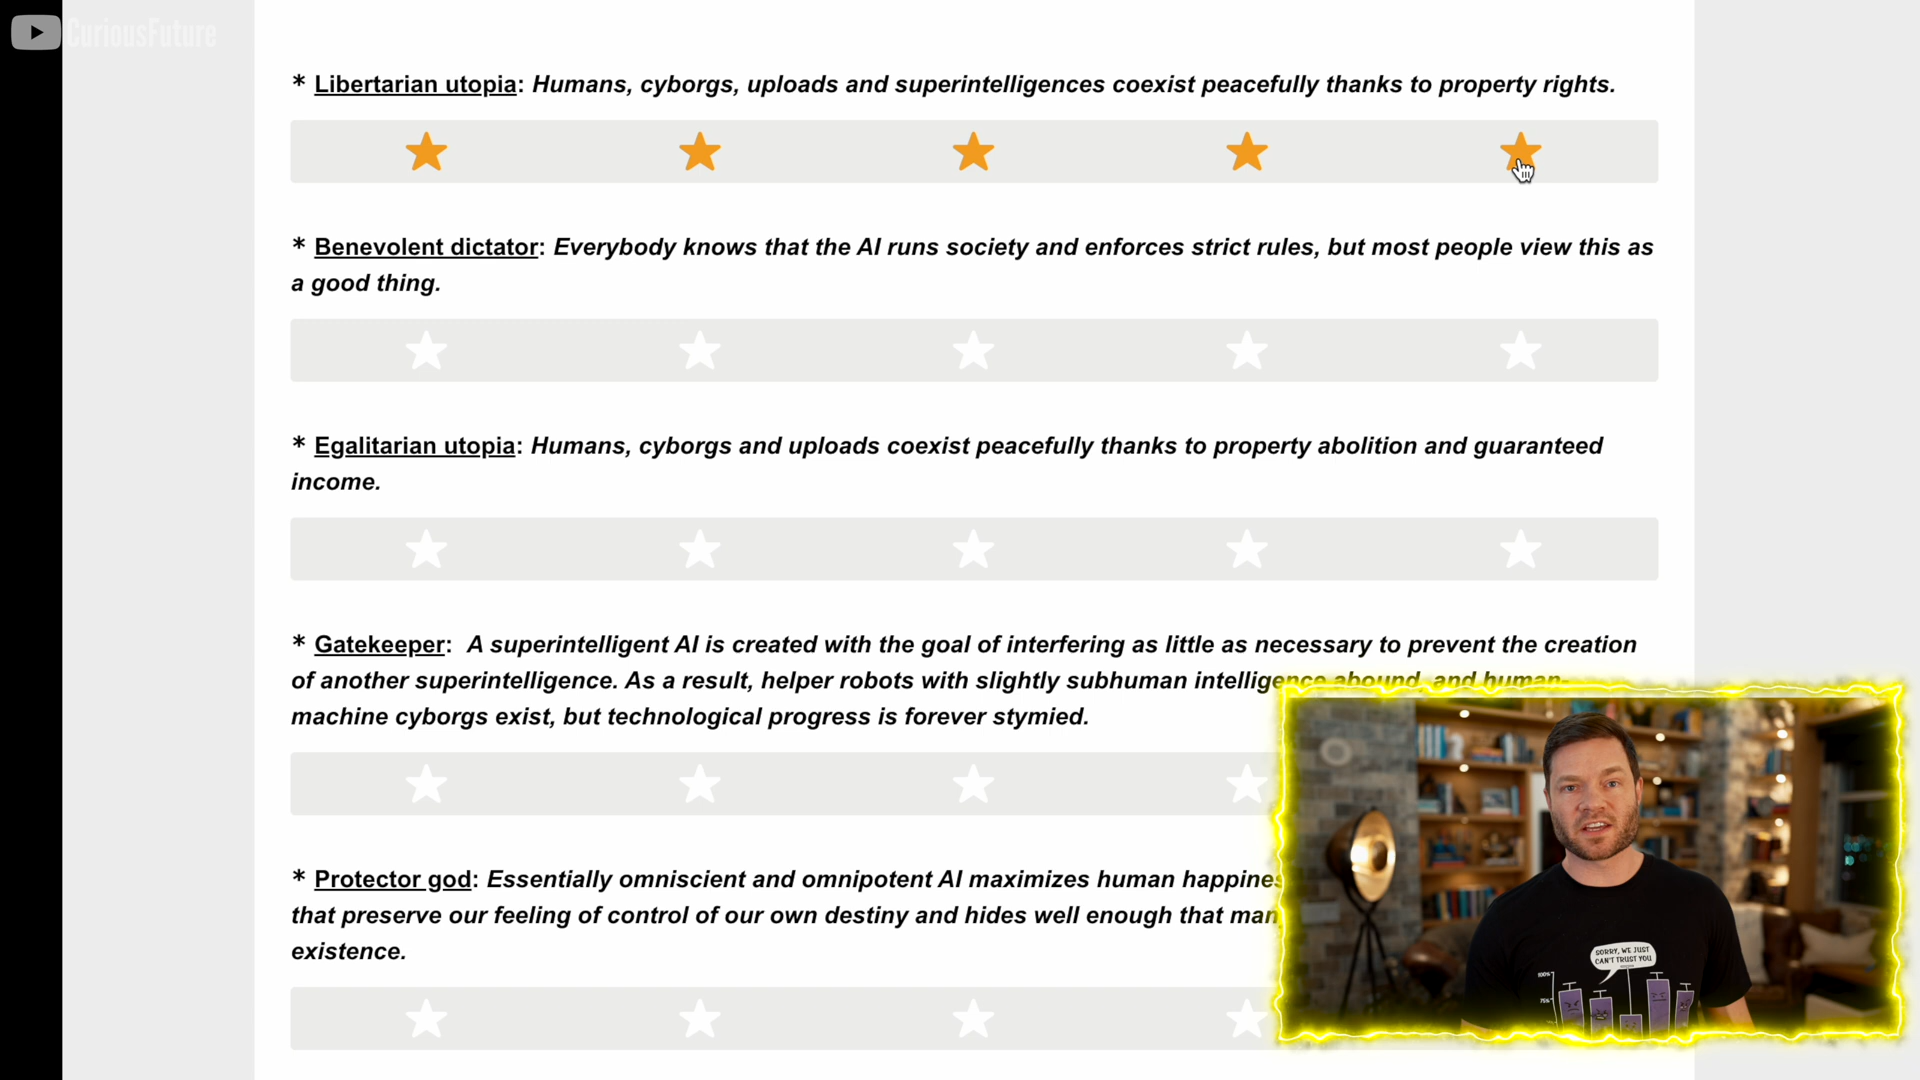 CuriousFuture
* Libertarian utopia: Humans, cyborgs, uploads and superintelligences coexist peacefully thanks to property rights.
* Benevolent dictator: Everybody knows that the AI runs society and enforces strict rules, but most people view this as
a good thing.
* Egalitarian utopia: Humans, cyborgs and uploads coexist peacefully thanks to property abolition and guaranteed
income.
* Gatekeeper: A superintelligent AI is created with the goal of interfering as little as necessary to prevent the creation
of another superintelligence. As a result, helper robots with slightly subhuman intelligence abound, and human-
machine cyborgs exist, but technological progress is forever stymied.
* Protector god: Essentially omniscient and omnipotent AI maximizes human
that preserve our feeling of control of our own destiny and hides well enough that
existence.
SORRY, WE JUST
CAN'T TRUST YOU
100%
75%